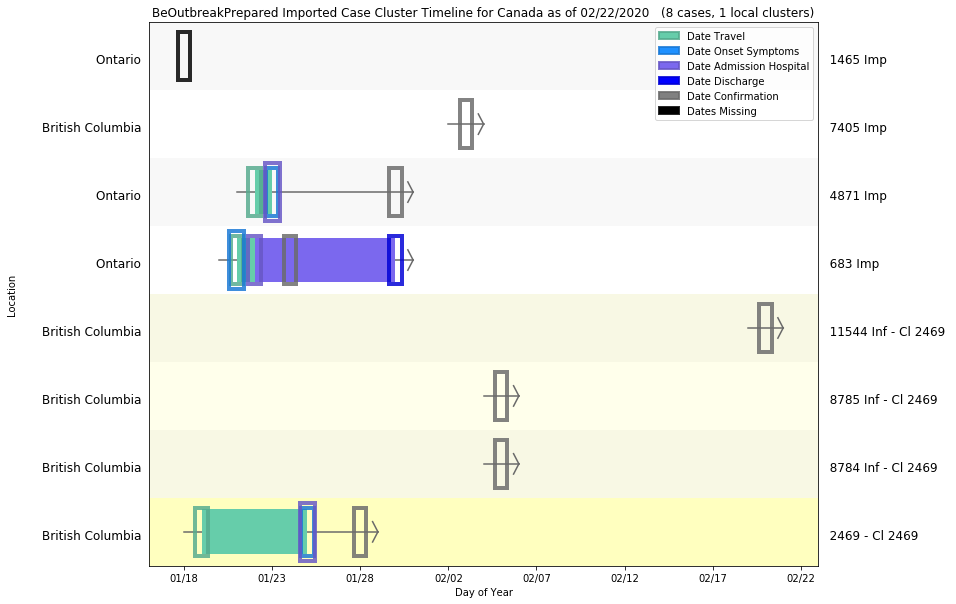 BeOutbreakPrepared Imported Case Cluster Timeline for Canada as of 02/22/2020   (8 cases, 1 local clusters)
Date Travel
Date Onset Symptoms
Date Admission Hospital
Date Discharge
Date Confirmation
Dates Missing
Ontario 1465 Imp
British Columbia 7405 Imp
Ontario 4871 Imp
Ontario 683 Imp
British Columbia 11544 Inf - Cl 2469
British Columbia 8785 Inf - Cl 2469
British Columbia 8784 Inf - Cl 2469
British Columbia 2469 - Cl 2469
Location
01/18 01/23 01/28 02/02 02/07 02/12 02/17 02/22
Day of Year